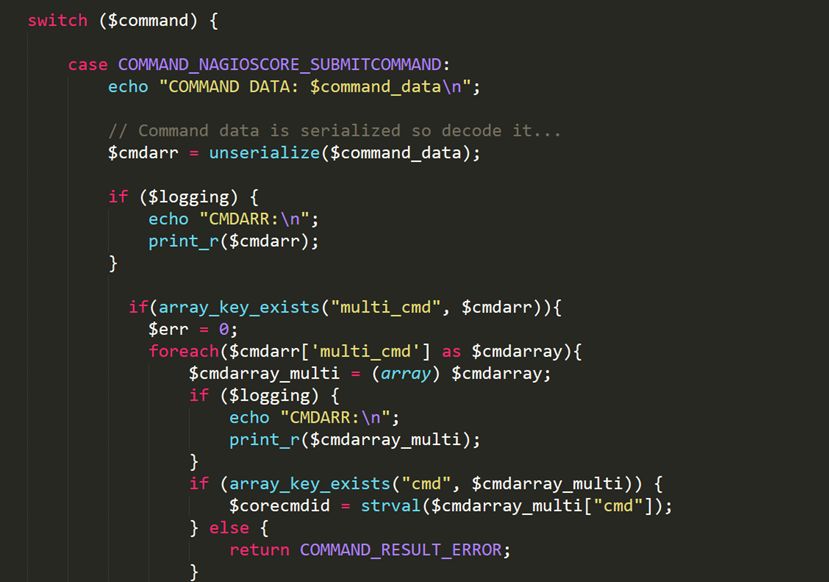 switch ($command) {
case COMMAND_NAGIOSCORE_SUBMITCOMMAND:
echo "COMMAND DATA: $command_data\n";
// Command data is serialized so decode it...
$cmdarr = unserialize($command_data);
if ($logging) {
echo "CMDARR:\n";
print_r($cmdarr);
}
if(array_key_exists("multi_cmd", $cmdarr)){
$err = 0;
foreach($cmdarr['multi_cmd'] as $cmdarray){
$cmdarray_multi = (array) $cmdarray;
if ($logging) {
echo "CMDARR:\n";
print_r($cmdarray_multi);
}
if (array_key_exists("cmd", $cmdarray_multi)) {
$corecmdid = strval($cmdarray_multi["cmd"]);
} else {
return COMMAND_RESULT_ERROR;
}